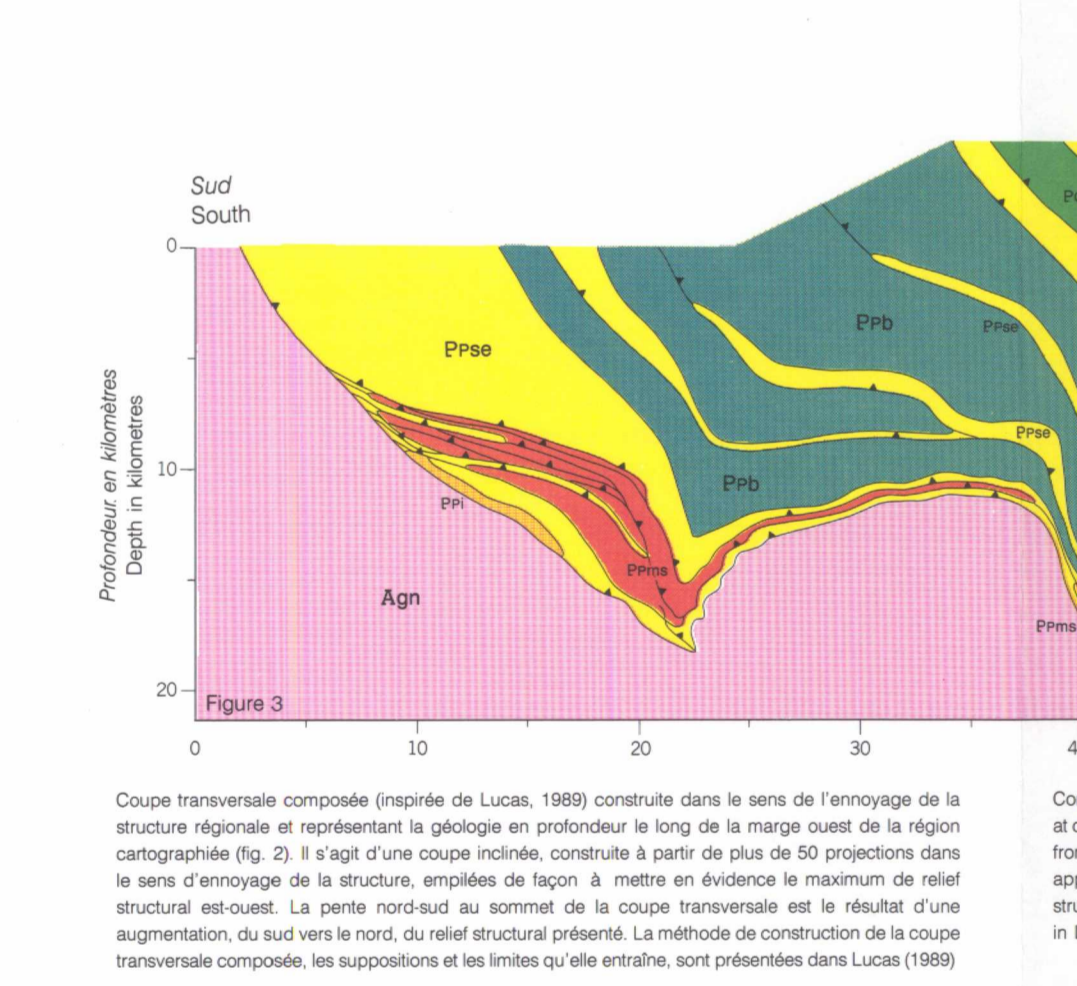 Sud
South
0
PPse
PPb
PPse
PPse
10
PPb
PPi
PPms
Agn
PPms
20
Figure 3
Profondeur en kilomètres
Depth in kilometres
0
10
20
30
Coupe transversale composée (inspirée de Lucas, 1989) construite dans le sens de l'ennoyage de la
structure régionale et représentant la géologie en profondeur le long de la marge ouest de la région
cartographiée (fig. 2). Il s'agit d'une coupe inclinée, construite à partir de plus de 50 projections dans
le sens d'ennoyage de la structure, empilées de façon à mettre en évidence le maximum de relief
structural est-ouest. La pente nord-sud au sommet de la coupe transversale est le résultat d'une
augmentation, du sud vers le nord, du relief structural présenté. La méthode de construction de la coupe
transversale composée, les suppositions et les limites qu'elle entraîne, sont présentées dans Lucas (1989)